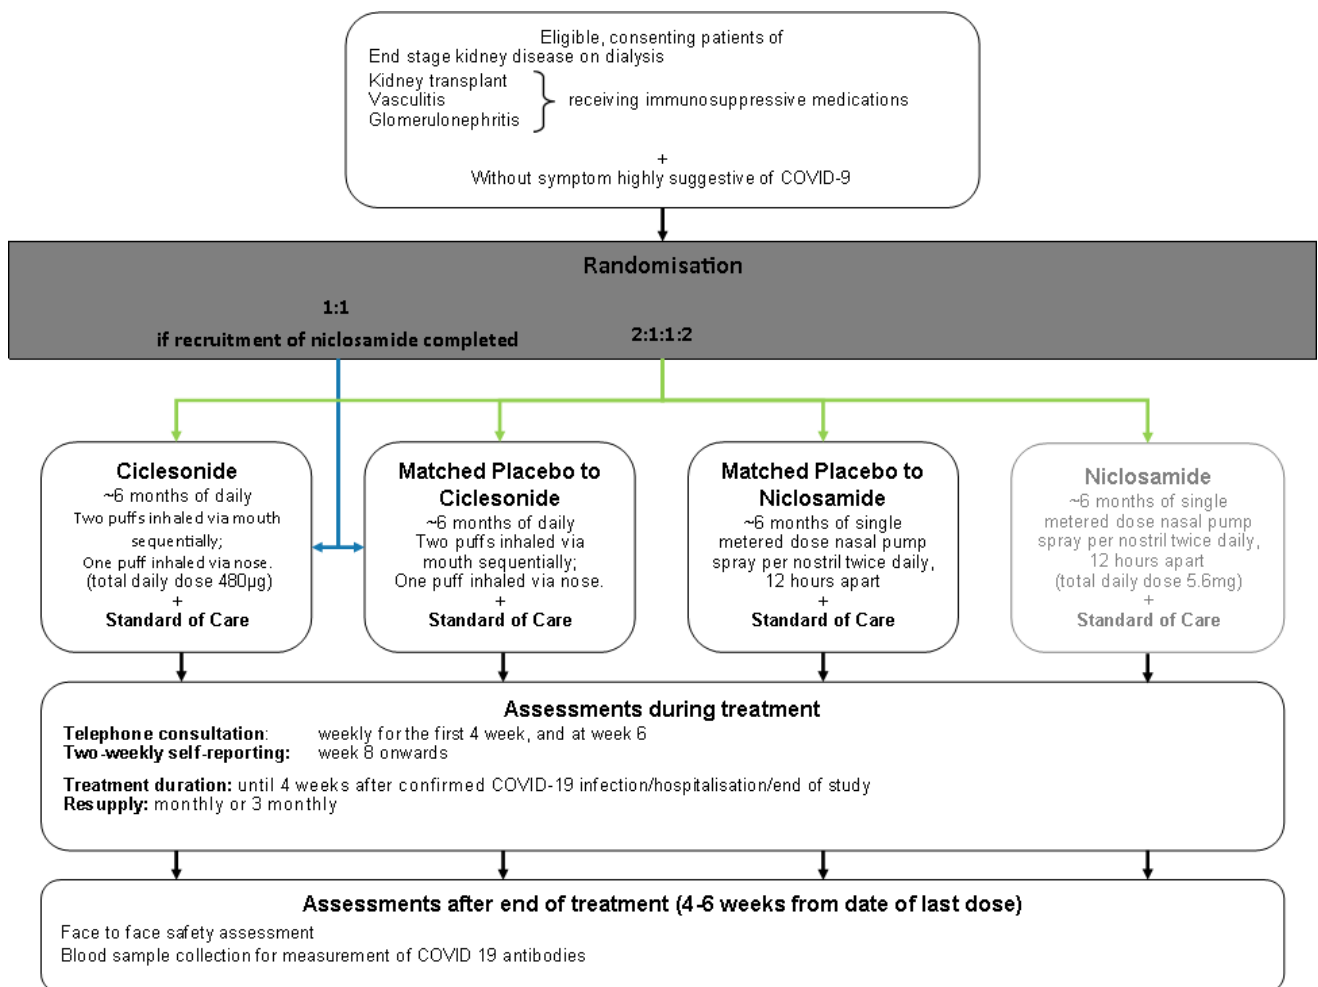 Eligible, consenting patients of
End stage kidney disease on dialysis
Kidney transplant
Vasculitis
Glomerulonephritis
receiving immunosuppressive medications
+
Without symptom highly suggestive of COVID-9
Randomisation
1:1
if recruitment of niclosamide completed
2:1:1:2
Ciclesonide
~6 months of daily
Two puffs inhaled via mouth
sequentially;
One puff inhaled via nose.
(total daily dose 480µg)
+
Standard of Care
Matched Placebo to
Ciclesonide
~6 months of daily
Two puffs inhaled via
mouth sequentially;
One puff inhaled via nose.
+
Standard of Care
Matched Placebo to
Niclosamide
~6 months of single
metered dose nasal pump
spray per nostril twice daily,
12 hours apart
+
Standard of Care
Niclosamide
~6 months of single
metered dose nasal pump
spray per nostril twice daily,
12 hours apart
(total daily dose 5.6mg)
+
Standard of Care
Assessments during treatment
Telephone consultation: weekly for the first 4 week, and at week 6
Two-weekly self-reporting: week 8 onwards
Treatment duration: until 4 weeks after confirmed COVID-19 infection/hospitalisation/end of study
Resupply: monthly or 3 monthly
Assessments after end of treatment (4-6 weeks from date of last dose)
Face to face safety assessment
Blood sample collection for measurement of COVID 19 antibodies